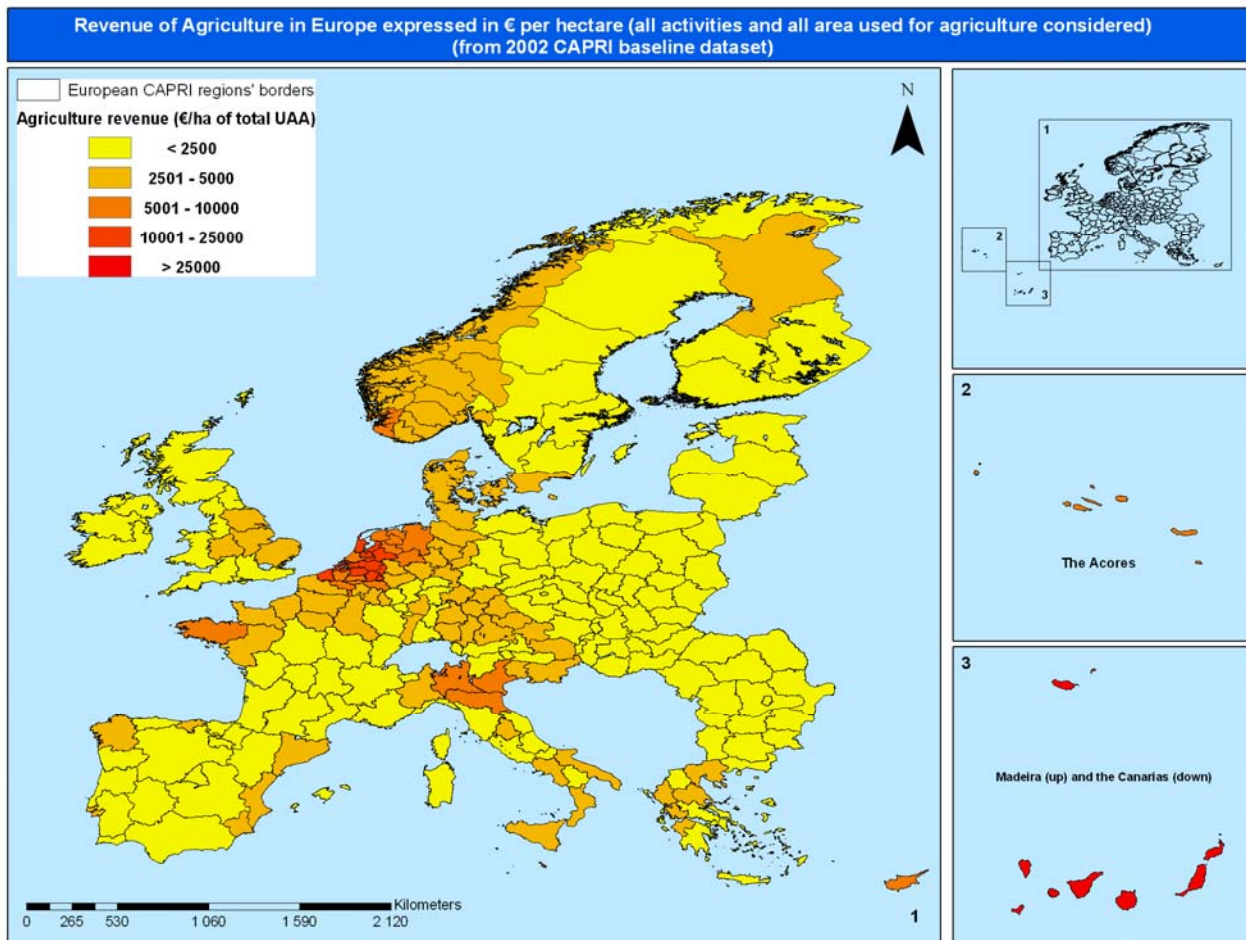 Revenue of Agriculture in Europe expressed in € per hectare (all activities and all area used for agriculture considered)
(from 2002 CAPRI baseline dataset)
European CAPRI regions' borders
Agriculture revenue (€/ha of total UAA)
< 2500
2501 - 5000
5001 - 10000
10001 - 25000
> 25000
N
Kilometers
0 265 530 1 060 1 590 2 120
1
1
2
3
2
The Acores
3
Madeira (up) and the Canarias (down)